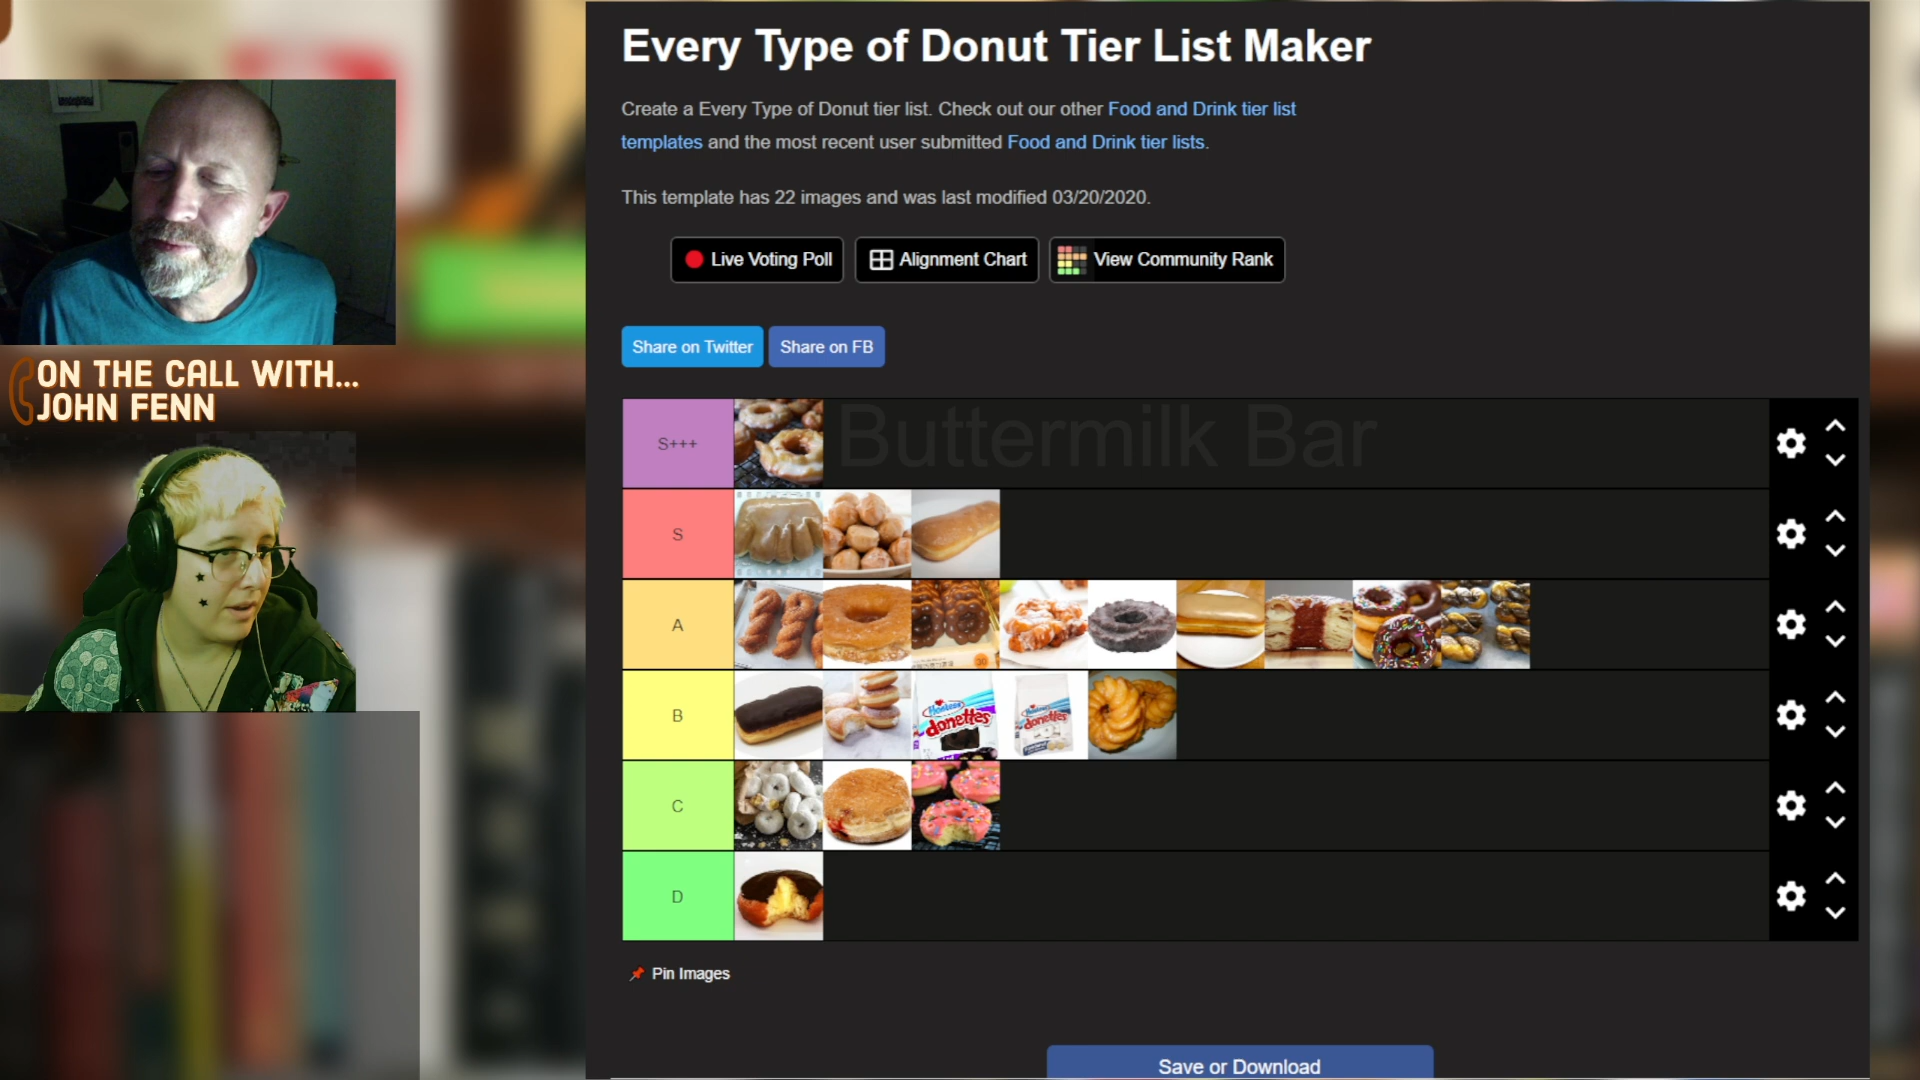 Every Type of Donut Tier List Maker
Create a Every Type of Donut tier list. Check out our other Food and Drink tier list
templates and the most recent user submitted Food and Drink tier lists.
This template has 22 images and was last modified 03/20/2020.
Live Voting Poll
Alignment Chart
View Community Rank
Share on Twitter
Share on FB
ON THE CALL WITH...
JOHN FENN
S+++
Buttermilk Bar
S
A
B
Hostess
donettes
Hostess
donettes
C
D
Pin Images
Save or Download